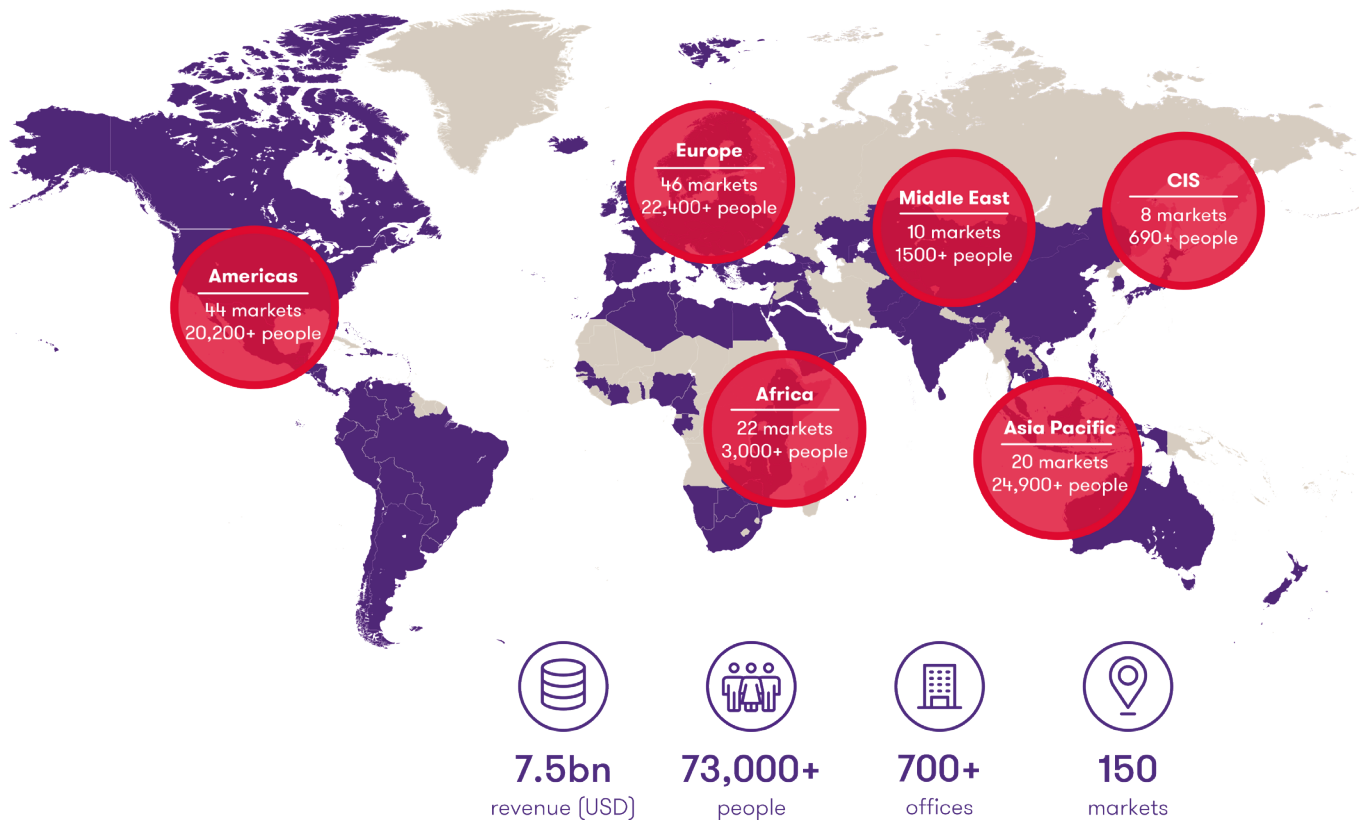 Europe
46 markets
22,400+ people
Middle East
10 markets
1500+ people
CIS
8 markets
690+ people
Americas
44 markets
20,200+ people
Africa
22 markets
3,000+ people
Asia Pacific
20 markets
24,900+ people
7.5bn
revenue (USD)
73,000+
people
700+
offices
150
markets